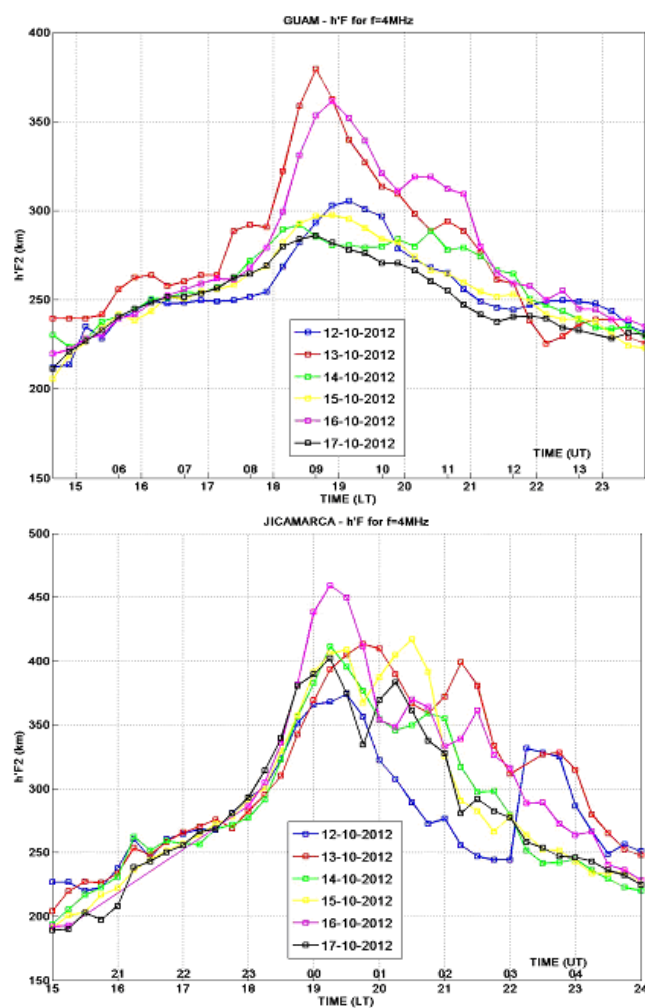 GUAM - h'F for f=4MHz
400
350
300
250
200
150
h'F2 (km)
12-10-2012
13-10-2012
14-10-2012
15-10-2012
16-10-2012
17-10-2012
TIME (UT)
06 07 08 09 10 11 12 13
15 16 17 18 19 20 21 22 23
TIME (LT)
JICAMARCA - h'F for f=4MHz
500
450
400
350
300
250
200
150
h'F2 (km)
12-10-2012
13-10-2012
14-10-2012
15-10-2012
16-10-2012
17-10-2012
TIME (UT)
21 22 23 00 01 02 03 04
15 16 17 18 19 20 21 22 23 24
TIME (LT)